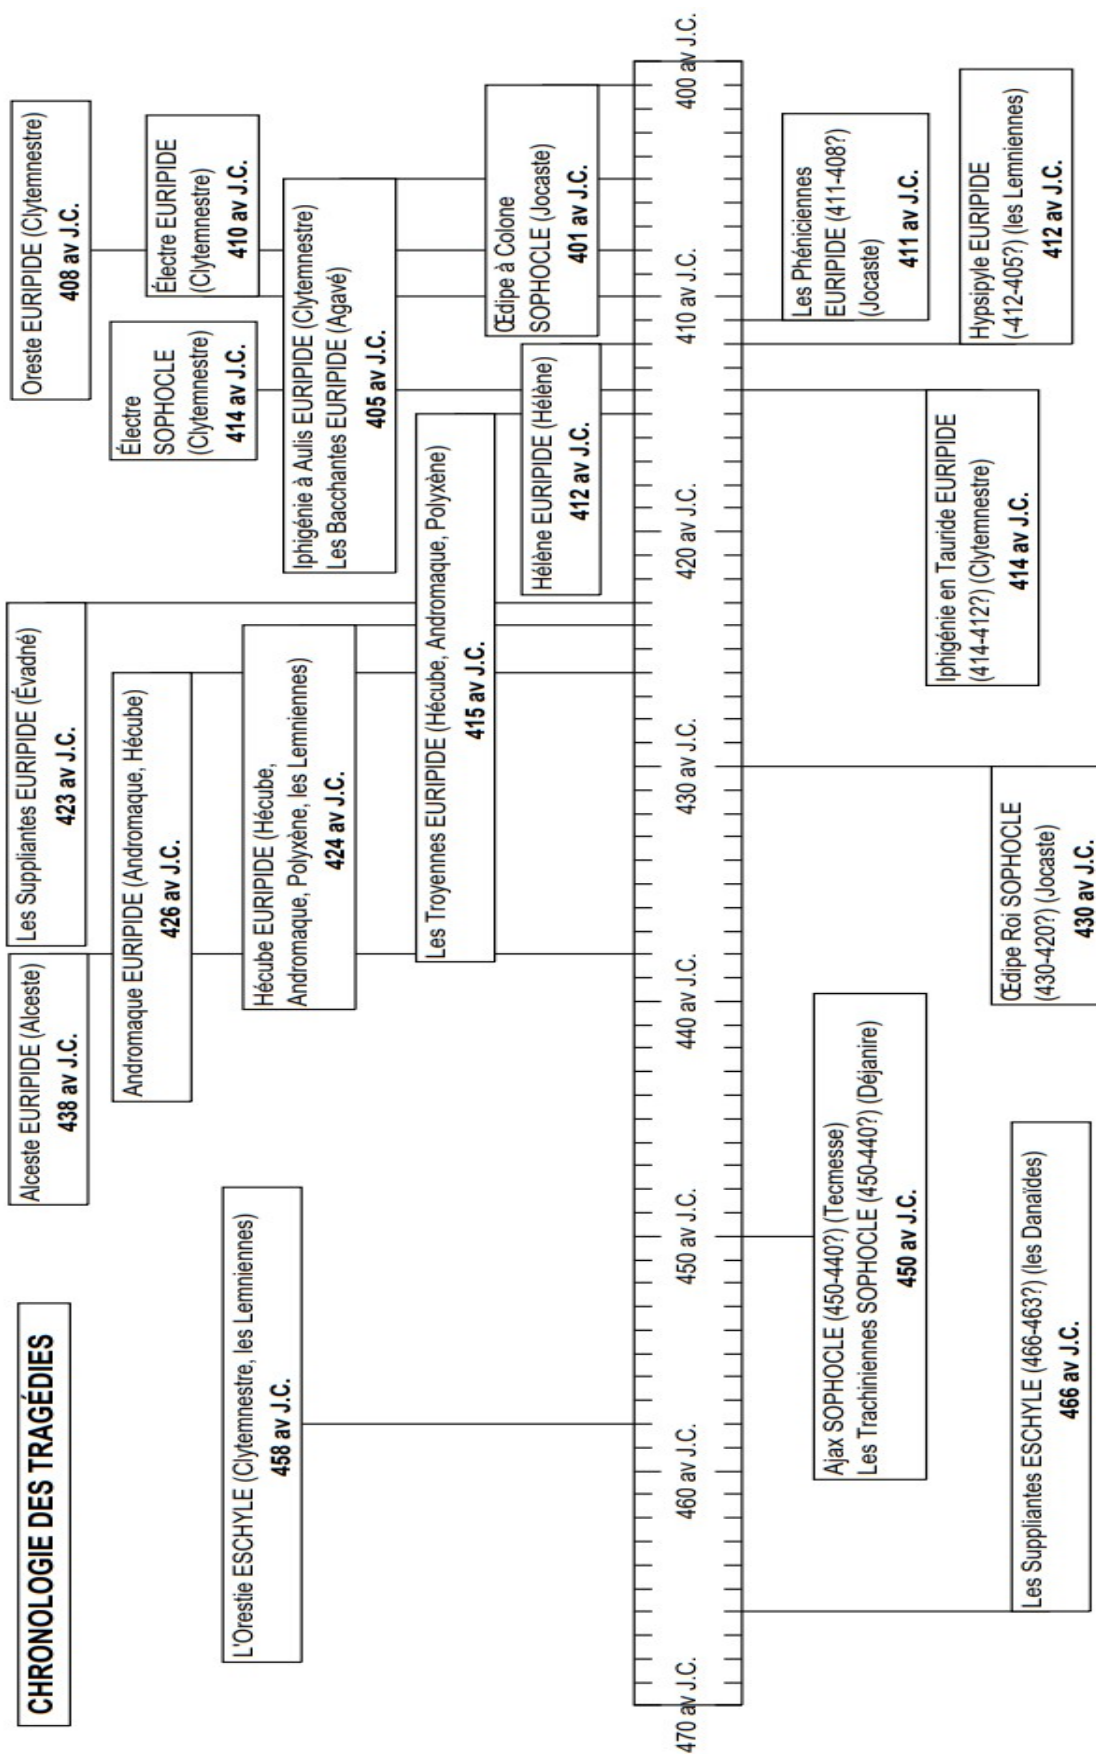 CHRONOLOGIE DES TRAGÉDIES
Alceste EURIPIDE (Alceste)
438 av J.C.
Les Suppliantes EURIPIDE (Évadné)
423 av J.C.
Oreste EURIPIDE (Clytemnestre)
408 av J.C.
Andromaque EURIPIDE (Andromaque, Hécube)
426 av J.C.
Électre
SOPHOCLE
(Clytemnestre)
414 av J.C.
Électre EURIPIDE
(Clytemnestre)
410 av J.C.
L'Orestie ESCHYLE (Clytemnestre, les Lemniennes)
458 av J.C.
Hécube EURIPIDE (Hécube,
Andromaque, Polyxène, les Lemniennes)
424 av J.C.
Iphigénie à Aulis EURIPIDE (Clytemnestre)
Les Bacchantes EURIPIDE (Agavé)
405 av J.C.
Les Troyennes EURIPIDE (Hécube, Andromaque, Polyxène)
415 av J.C.
Hélène EURIPIDE (Hélène)
412 av J.C.
Œdipe à Colone
SOPHOCLE (Jocaste)
401 av J.C.
470 av J.C.
460 av J.C.
450 av J.C.
440 av J.C.
430 av J.C.
420 av J.C.
410 av J.C.
400 av J.C.
Ajax SOPHOCLE (450-440?) (Tecmesse)
Les Trachiniennes SOPHOCLE (450-440?) (Déjanire)
450 av J.C.
Les Phéniciennes
EURIPIDE (411-408?)
(Jocaste)
411 av J.C.
Iphigénie en Tauride EURIPIDE
(414-412?) (Clytemnestre)
414 av J.C.
Hypsipyle EURIPIDE
(-412-405?) (les Lemniennes)
412 av J.C.
Les Suppliantes ESCHYLE (466-463?) (les Danaïdes)
466 av J.C.
Œdipe Roi SOPHOCLE
(430-420?) (Jocaste)
430 av J.C.